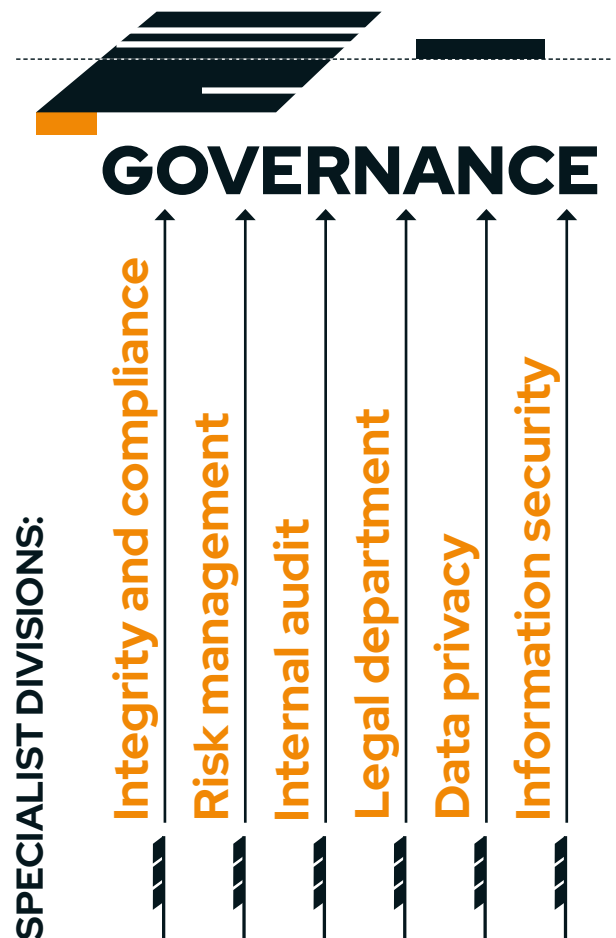 GOVERNANCE
SPECIALIST DIVISIONS:
Integrity and compliance
Risk management
Internal audit
Legal department
Data privacy
Information security